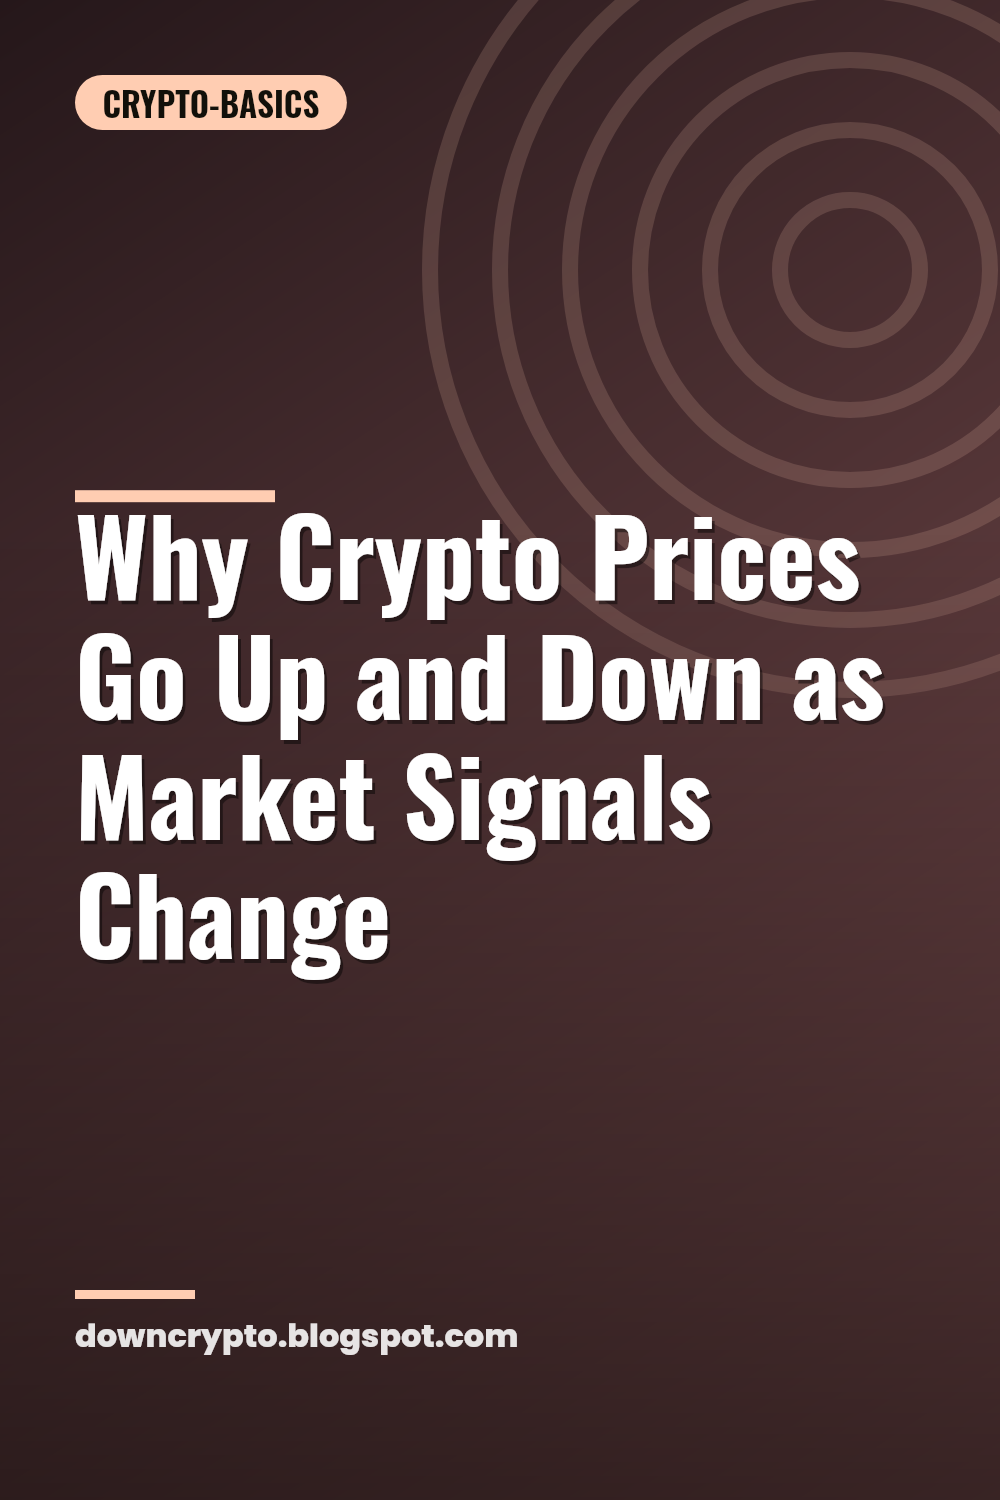 CRYPTO-BASICS
Why Crypto Prices
Go Up and Down as
Market Signals
Change
downcrypto.blogspot.com